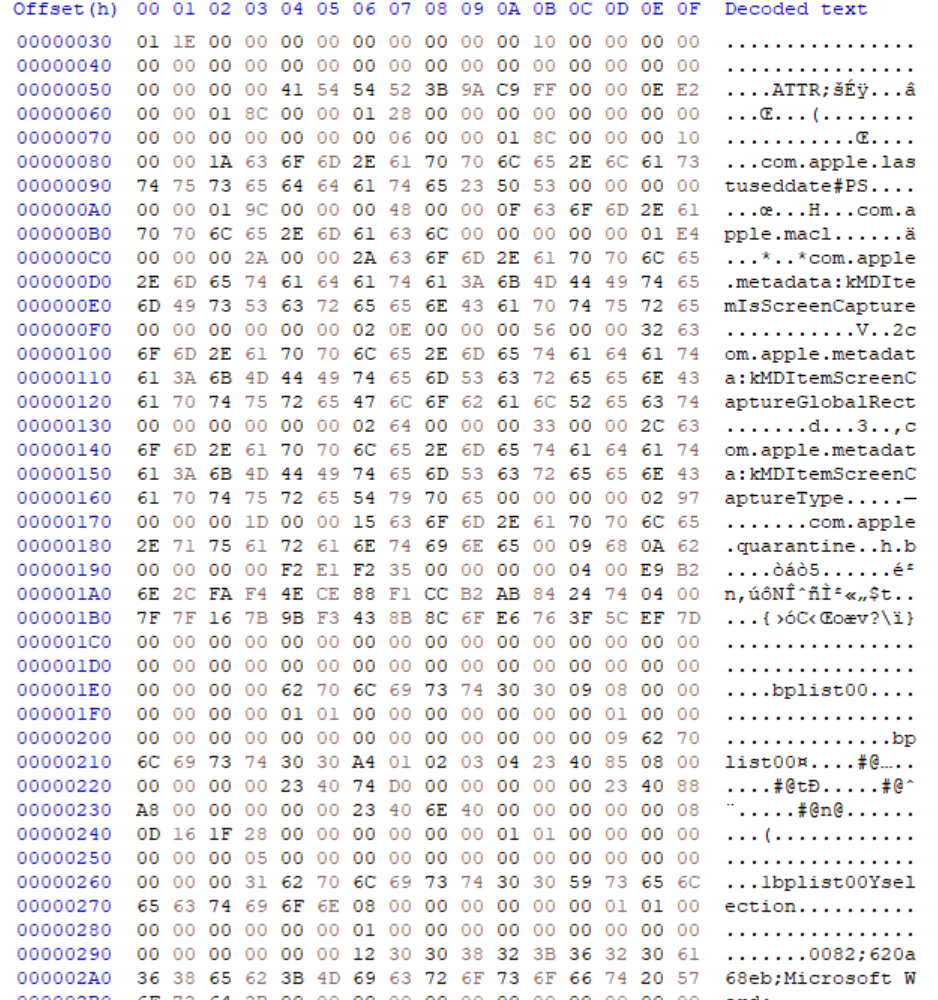 Offset(h) 00 01 02 03 04 05 06 07 08 09 0A 0B 0C 0D 0E 0F Decoded text
00000030 01 1E 00 00 00 00 00 00 00 00 00 10 00 00 00 00 ................
00000040 00 00 00 00 00 00 00 00 00 00 00 00 00 00 00 00 ................
00000050 00 00 00 00 41 54 54 52 3B 9A C9 FF 00 00 0E E2 ....ATTR;šÉÿ...â
00000060 00 00 01 8C 00 00 01 28 00 00 00 00 00 00 00 00 ...Œ...(........
00000070 00 00 00 00 00 00 00 06 00 00 01 8C 00 00 00 10 ...........Œ....
00000080 00 00 1A 63 6F 6D 2E 61 70 70 6C 65 2E 6C 61 73 ...com.apple.las
00000090 74 75 73 65 64 64 61 74 65 23 50 53 00 00 00 00 tuseddate#PS....
000000A0 00 00 01 9C 00 00 00 48 00 00 0F 63 6F 6D 2E 61 ...œ...H...com.a
000000B0 70 70 6C 65 2E 6D 61 63 6C 00 00 00 00 00 01 E4 pple.macl......ä
000000C0 00 00 00 2A 00 00 2A 63 6F 6D 2E 61 70 70 6C 65 ...*..*com.apple
000000D0 2E 6D 65 74 61 64 61 74 61 3A 6B 4D 44 49 74 65 .metadata:kMDIte
000000E0 6D 49 73 53 63 72 65 65 6E 43 61 70 74 75 72 65 mIsScreenCapture
000000F0 00 00 00 00 00 00 02 0E 00 00 00 56 00 00 32 63 ...........V..2c
00000100 6F 6D 2E 61 70 70 6C 65 2E 6D 65 74 61 64 61 74 om.apple.metadat
00000110 61 3A 6B 4D 44 49 74 65 6D 53 63 72 65 65 6E 43 a:kMDItemScreenC
00000120 61 70 74 75 72 65 47 6C 6F 62 61 6C 52 65 63 74 aptureGlobalRect
00000130 00 00 00 00 00 00 02 64 00 00 00 33 00 00 2C 63 .......d...3..,c
00000140 6F 6D 2E 61 70 70 6C 65 2E 6D 65 74 61 64 61 74 om.apple.metadat
00000150 61 3A 6B 4D 44 49 74 65 6D 53 63 72 65 65 6E 43 a:kMDItemScreenC
00000160 61 70 74 75 72 65 54 79 70 65 00 00 00 00 02 97 aptureType.....—
00000170 00 00 00 1D 00 00 15 63 6F 6D 2E 61 70 70 6C 65 .......com.apple
00000180 2E 71 75 61 72 61 6E 74 69 6E 65 00 09 68 0A 62 .quarantine..h.b
00000190 00 00 00 00 F2 E1 F2 35 00 00 00 00 04 00 E9 B2 ....òáò5......é²
000001A0 6E 2C FA F4 4E CE 88 F1 CC B2 AB 84 24 74 04 00 n,úôNÎˆñÌ²«„$t..
000001B0 7F 7F 16 7B 9B F3 43 8B 8C 6F E6 76 3F 5C EF 7D ...{›óC‹Œoæv?\ï}
000001C0 00 00 00 00 00 00 00 00 00 00 00 00 00 00 00 00 ................
000001D0 00 00 00 00 00 00 00 00 00 00 00 00 00 00 00 00 ................
000001E0 00 00 00 00 62 70 6C 69 73 74 30 30 09 08 00 00 ....bplist00....
000001F0 00 00 00 00 01 01 00 00 00 00 00 00 00 01 00 00 ................
00000200 00 00 00 00 00 00 00 00 00 00 00 00 00 09 62 70 ..............bp
00000210 6C 69 73 74 30 30 A4 01 02 03 04 23 40 85 08 00 list00¤....#@…..
00000220 00 00 00 00 23 40 74 D0 00 00 00 00 00 23 40 88 ....#@tÐ.....#@ˆ
00000230 A8 00 00 00 00 00 23 40 6E 40 00 00 00 00 00 08 ¨.....#@n@......
00000240 0D 16 1F 28 00 00 00 00 00 00 01 01 00 00 00 00 ...(............
00000250 00 00 00 05 00 00 00 00 00 00 00 00 00 00 00 00 ................
00000260 00 00 00 31 62 70 6C 69 73 74 30 30 59 73 65 6C ...1bplist00Ysel
00000270 65 63 74 69 6F 6E 08 00 00 00 00 00 00 01 01 00 ection..........
00000280 00 00 00 00 00 00 01 00 00 00 00 00 00 00 00 00 ................
00000290 00 00 00 00 00 00 12 30 30 38 32 3B 36 32 30 61 .......0082;620a
000002A0 36 38 65 62 3B 4D 69 63 72 6F 73 6F 66 74 20 57 68eb;Microsoft W